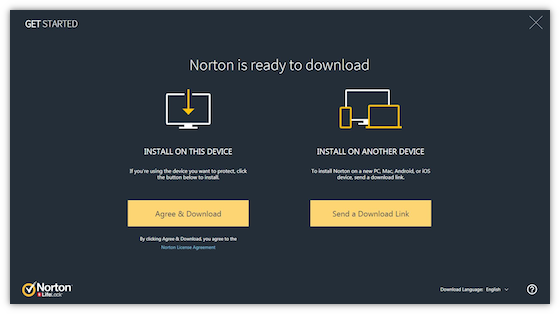 GET STARTED
Norton is ready to download
INSTALL ON THIS DEVICE
If you're using the device you want to protect, click
the button below to install.
Agree & Download
By clicking Agree & Download, you agree to the
Norton License Agreement
INSTALL ON ANOTHER DEVICE
To install Norton on a new PC, Mac, Android, or iOS
device, send a download link.
Send a Download Link
Norton
LifeLock
Download Language: English
?